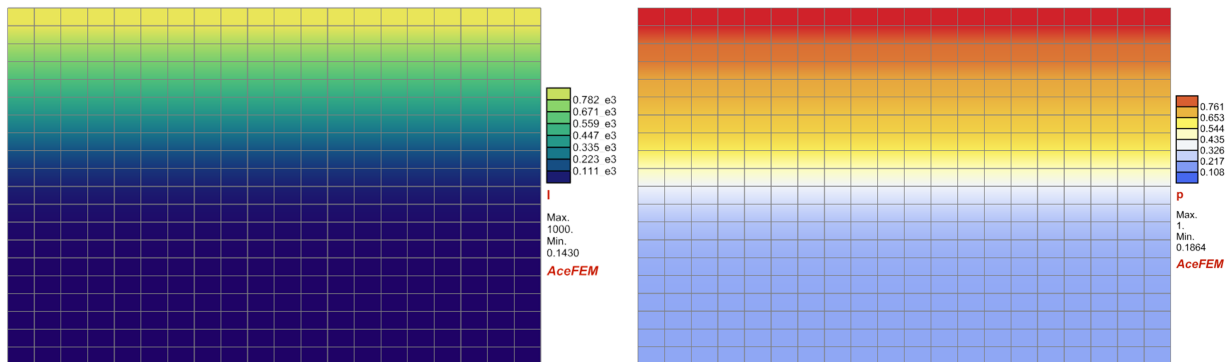 0.782 e3
0.671 e3
0.559 e3
0.447 e3
0.335 e3
0.223 e3
0.111 e3
I
Max.
1000.
Min.
0.1430
AceFEM
0.761
0.653
0.544
0.435
0.326
0.217
0.108
p
Max.
1.
Min.
0.1864
AceFEM